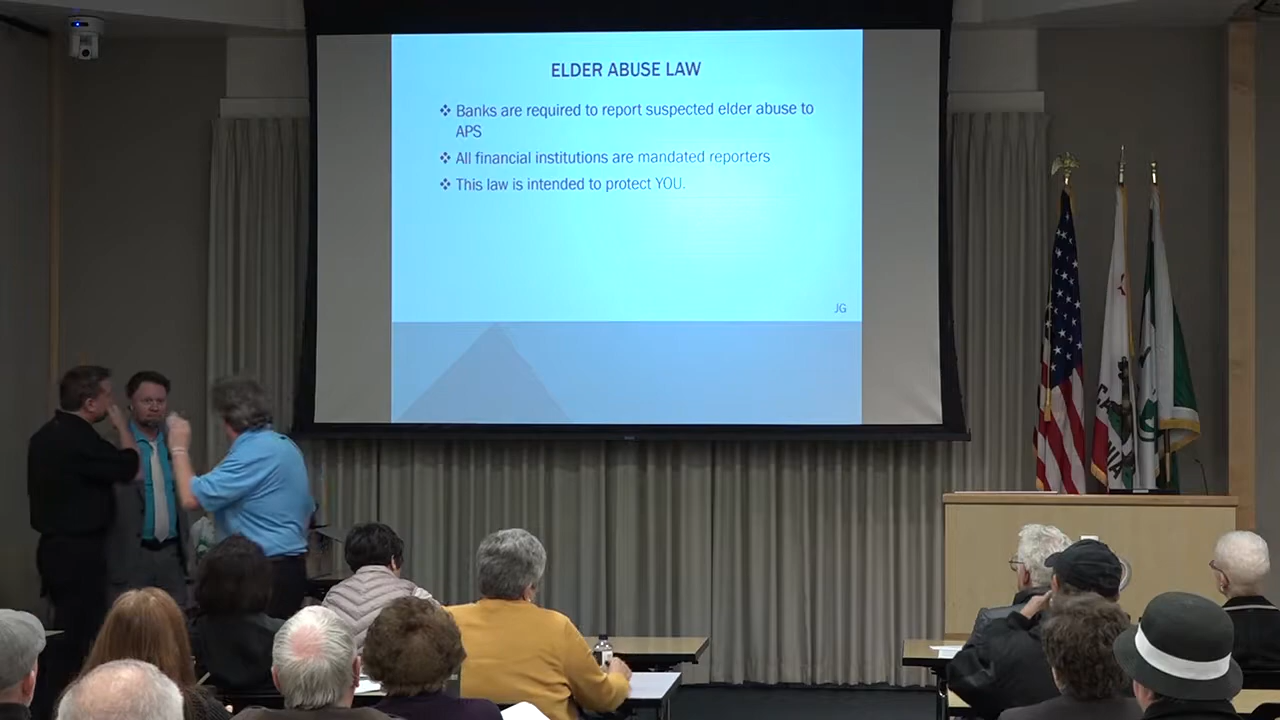 ELDER ABUSE LAW
❖ Banks are required to report suspected elder abuse to
APS
❖ All financial institutions are mandated reporters
❖ This law is intended to protect YOU.
JG